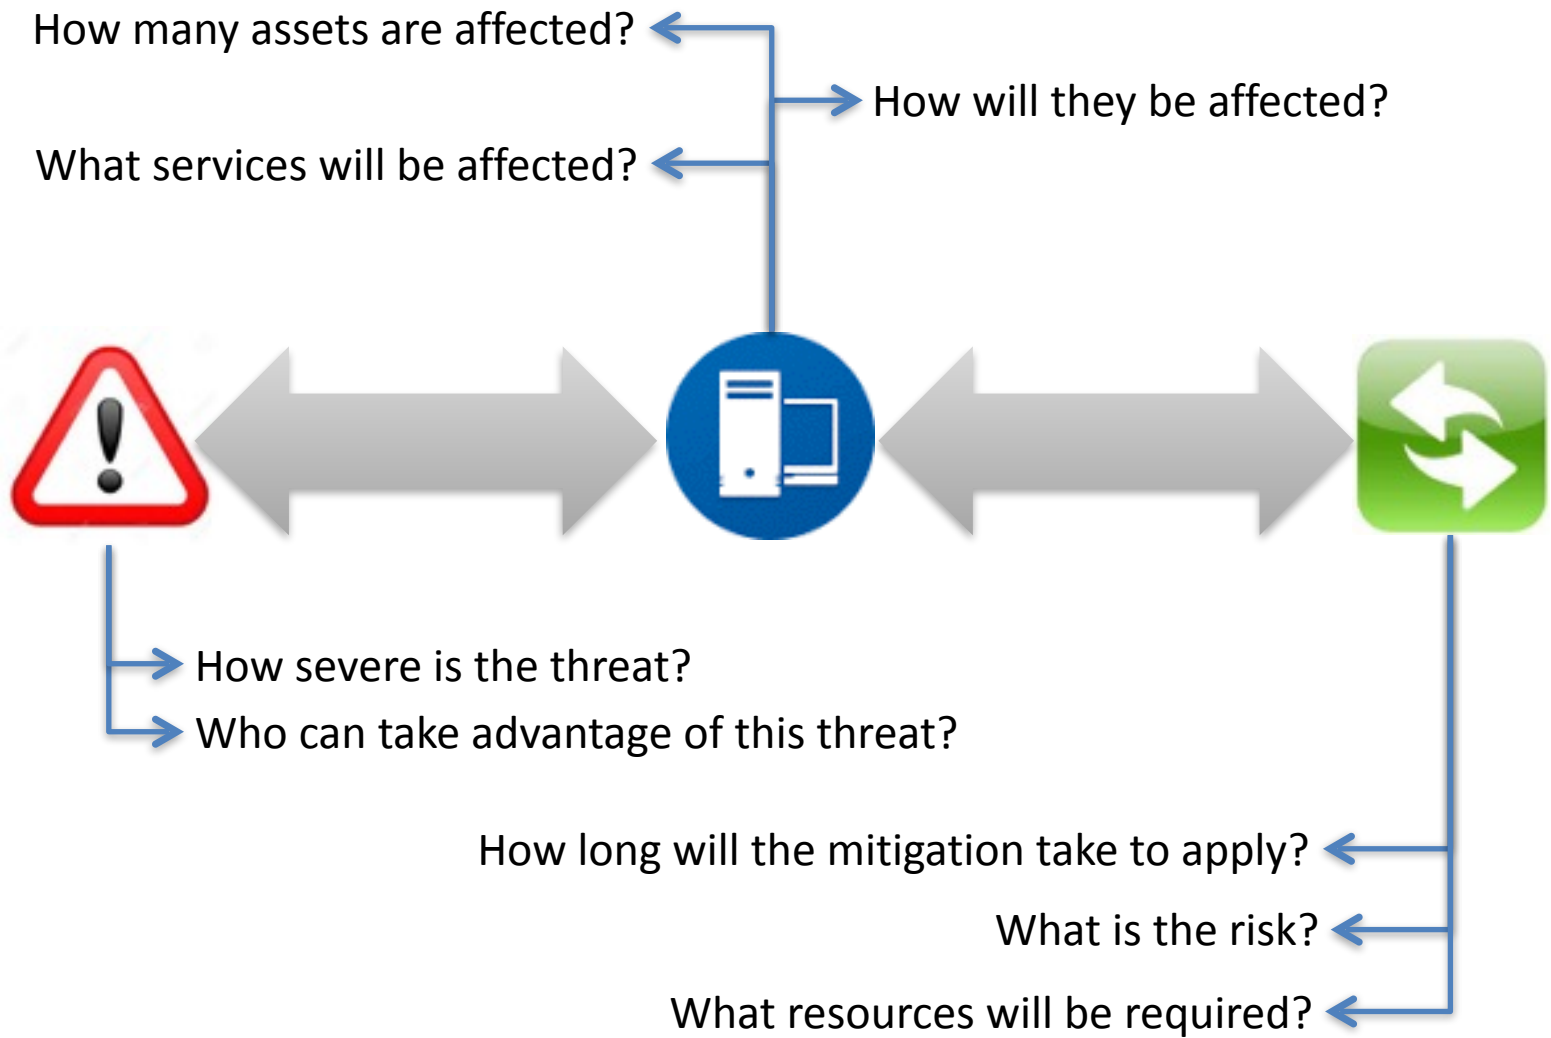 How many assets are affected?
How will they be affected?
What services will be affected?
How severe is the threat?
Who can take advantage of this threat?
How long will the mitigation take to apply?
What is the risk?
What resources will be required?